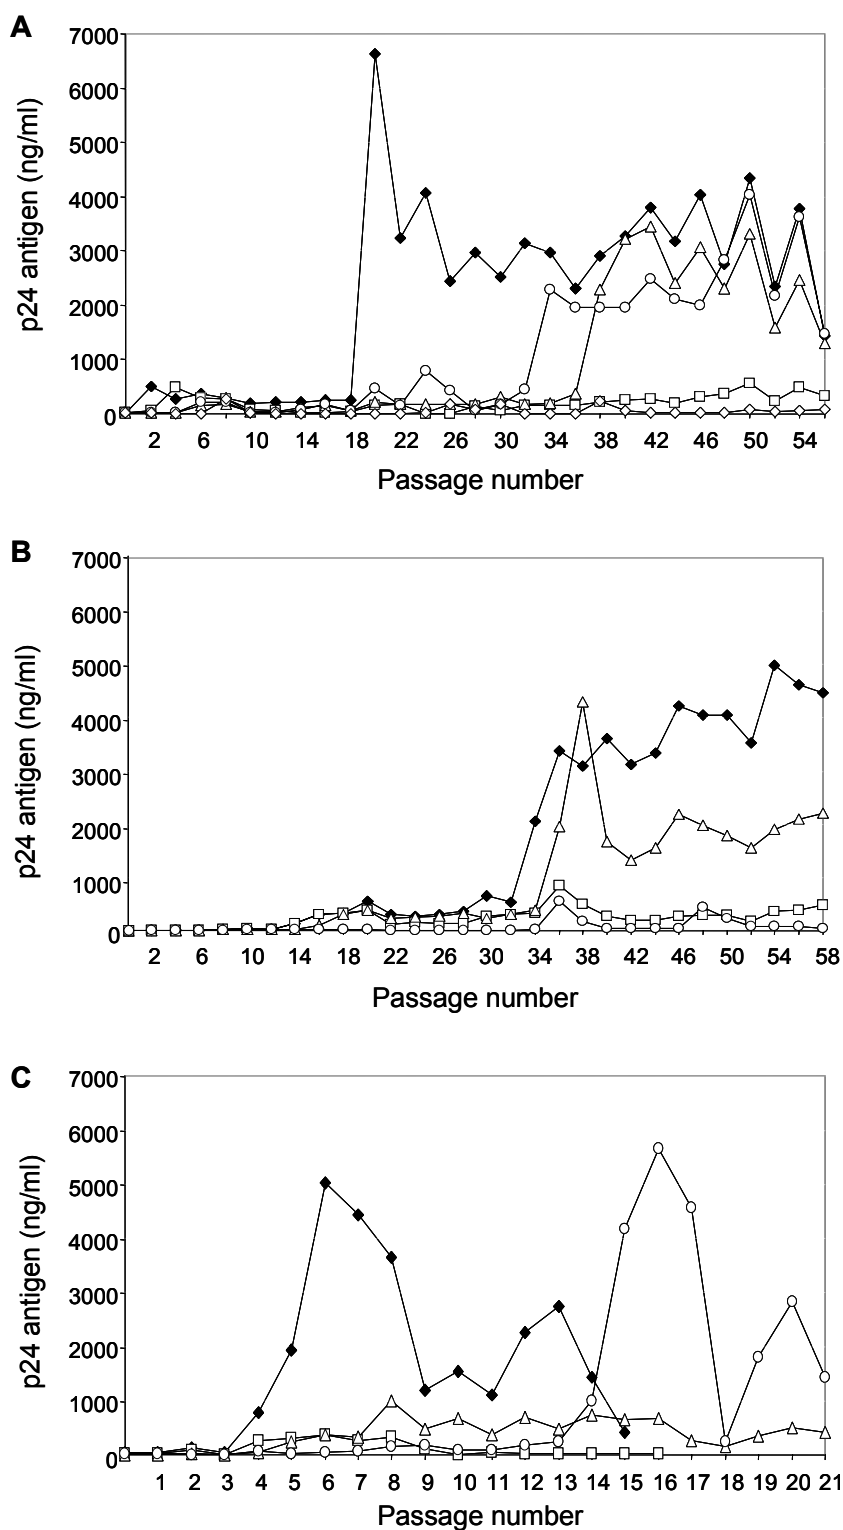 A
7000
6000
5000
4000
3000
2000
1000
0
p24 antigen (ng/ml)
2 6 10 14 18 22 26 30 34 38 42 46 50 54
Passage number
B
7000
6000
5000
4000
3000
2000
1000
0
p24 antigen (ng/ml)
2 6 10 14 18 22 26 30 34 38 42 46 54 58
Passage number
C
7000
6000
5000
4000
3000
2000
1000
0
p24 antigen (ng/ml)
1 2 3 4 5 6 7 8 9 10 11 12 13 14 15 16 17 18 19 20 21
Passage number